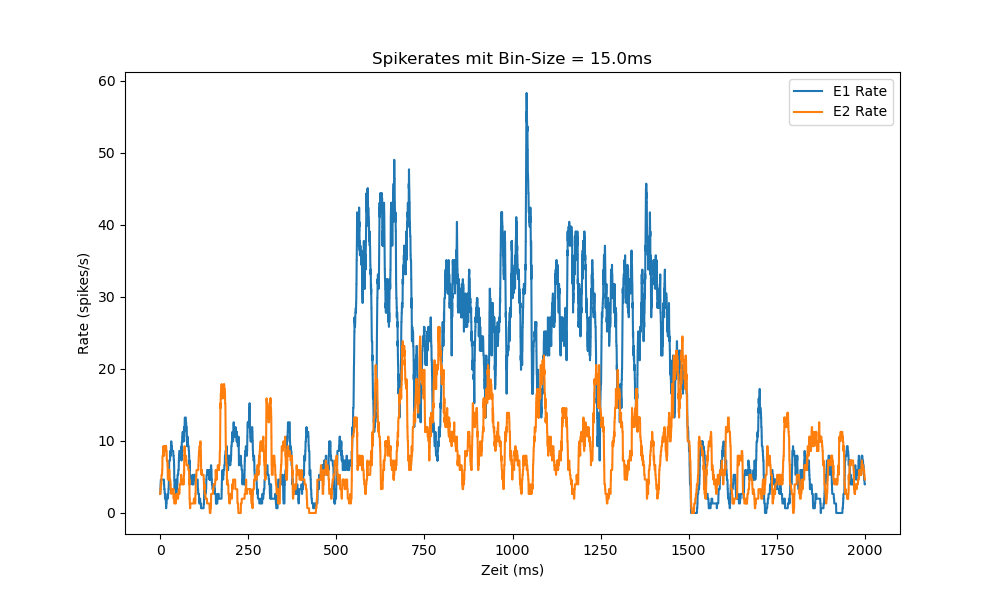 Spikerates mit Bin-Size = 15.0ms
E1 Rate
E2 Rate
60
50
40
30
20
10
0
Rate (spikes/s)
0 250 500 750 1000 1250 1500 1750 2000
Zeit (ms)